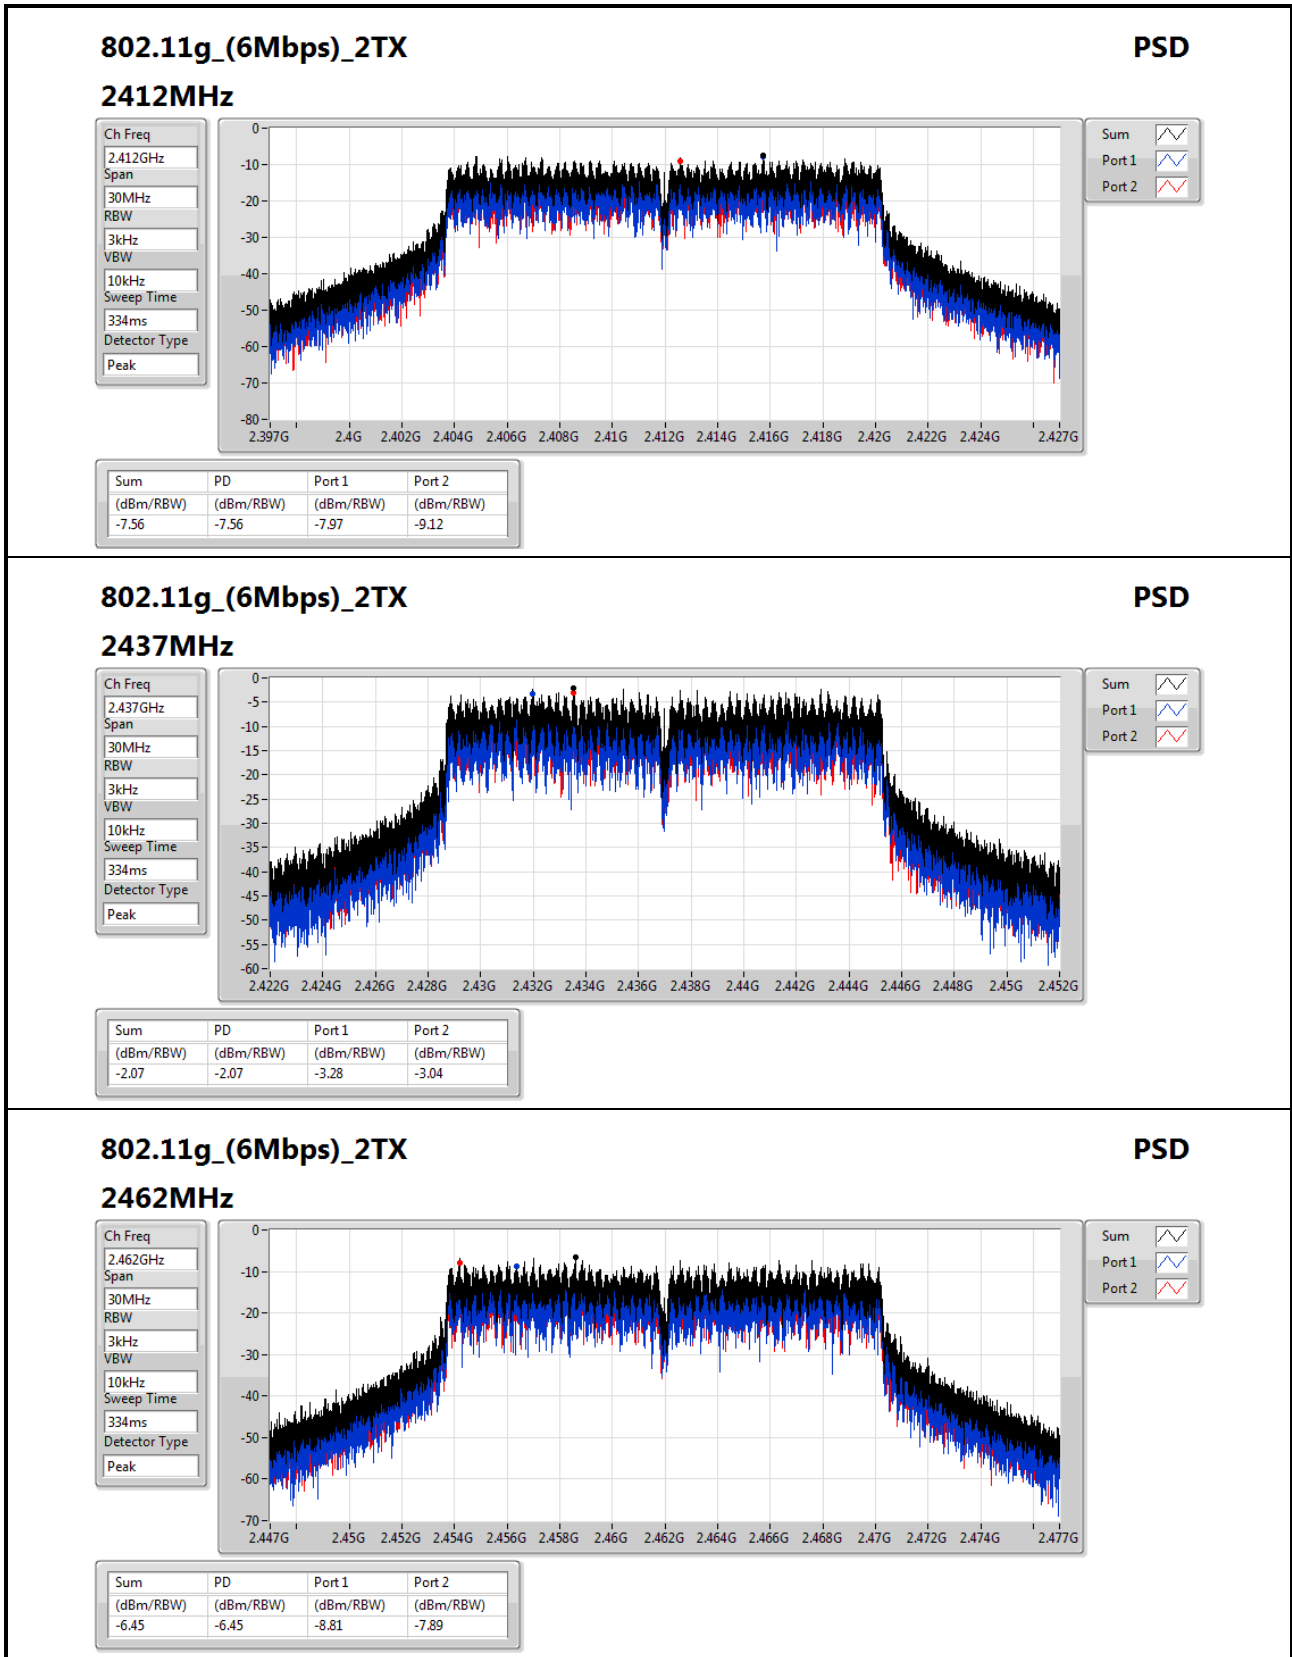 802.11g_(6Mbps)_2TX PSD
2412MHz
Ch Freq
2.412GHz
Span
30MHz
RBW
3kHz
VBW
10kHz
Sweep Time
334ms
Detector Type
Peak
0
-10
-20
-30
-40
-50
-60
-70
-80
2.397G 2.4G 2.402G 2.404G 2.406G 2.408G 2.41G 2.412G 2.414G 2.416G 2.418G 2.42G 2.422G 2.424G 2.427G
Sum
Port 1
Port 2
Sum PD Port 1 Port 2
(dBm/RBW) (dBm/RBW) (dBm/RBW) (dBm/RBW)
-7.56 -7.56 -7.97 -9.12
802.11g_(6Mbps)_2TX PSD
2437MHz
Ch Freq
2.437GHz
Span
30MHz
RBW
3kHz
VBW
10kHz
Sweep Time
334ms
Detector Type
Peak
0
-5
-10
-15
-20
-25
-30
-35
-40
-45
-50
-55
-60
2.422G 2.424G 2.426G 2.428G 2.43G 2.432G 2.434G 2.436G 2.438G 2.44G 2.442G 2.444G 2.446G 2.448G 2.45G 2.452G
Sum
Port 1
Port 2
Sum PD Port 1 Port 2
(dBm/RBW) (dBm/RBW) (dBm/RBW) (dBm/RBW)
-2.07 -2.07 -3.28 -3.04
802.11g_(6Mbps)_2TX PSD
2462MHz
Ch Freq
2.462GHz
Span
30MHz
RBW
3kHz
VBW
10kHz
Sweep Time
334ms
Detector Type
Peak
0
-10
-20
-30
-40
-50
-60
-70
2.447G 2.45G 2.452G 2.454G 2.456G 2.458G 2.46G 2.462G 2.464G 2.466G 2.468G 2.47G 2.472G 2.474G 2.477G
Sum
Port 1
Port 2
Sum PD Port 1 Port 2
(dBm/RBW) (dBm/RBW) (dBm/RBW) (dBm/RBW)
-6.45 -6.45 -8.81 -7.89